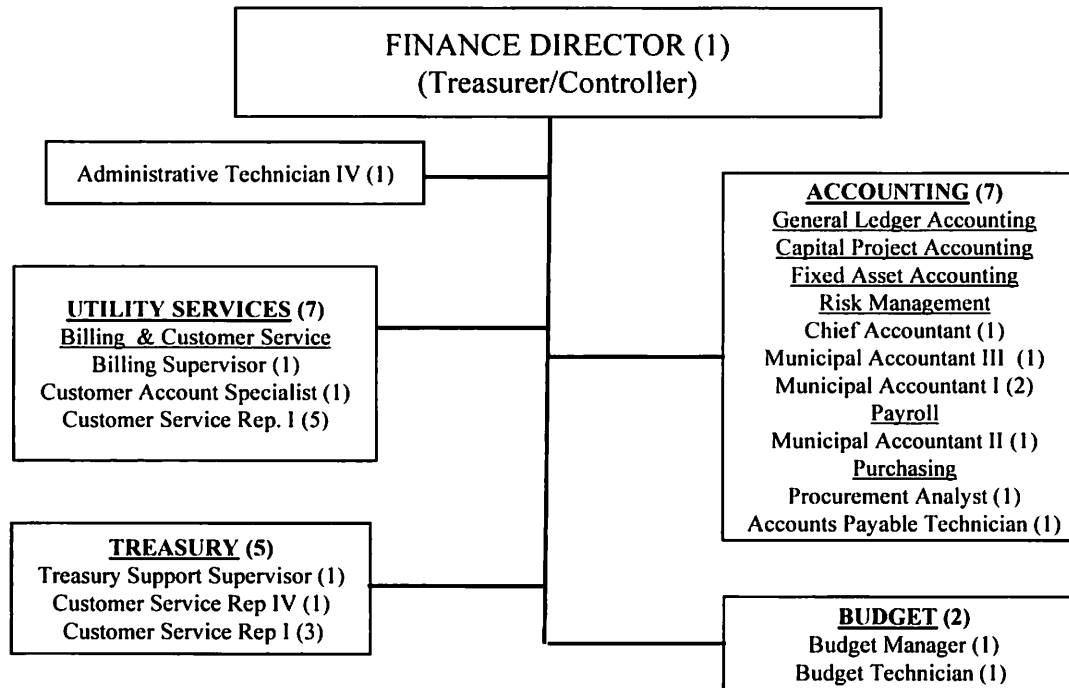 FINANCE DIRECTOR (1)
(Treasurer/Controller)
Administrative Technician IV (1)
UTILITY SERVICES (7)
Billing & Customer Service
Billing Supervisor (1)
Customer Account Specialist (1)
Customer Service Rep. I (5)
TREASURY (5)
Treasury Support Supervisor (1)
Customer Service Rep IV (1)
Customer Service Rep I (3)
ACCOUNTING (7)
General Ledger Accounting
Capital Project Accounting
Fixed Asset Accounting
Risk Management
Chief Accountant (1)
Municipal Accountant III (1)
Municipal Accountant I (2)
Payroll
Municipal Accountant II (1)
Purchasing
Procurement Analyst (1)
Accounts Payable Technician (1)
BUDGET (2)
Budget Manager (1)
Budget Technician (1)